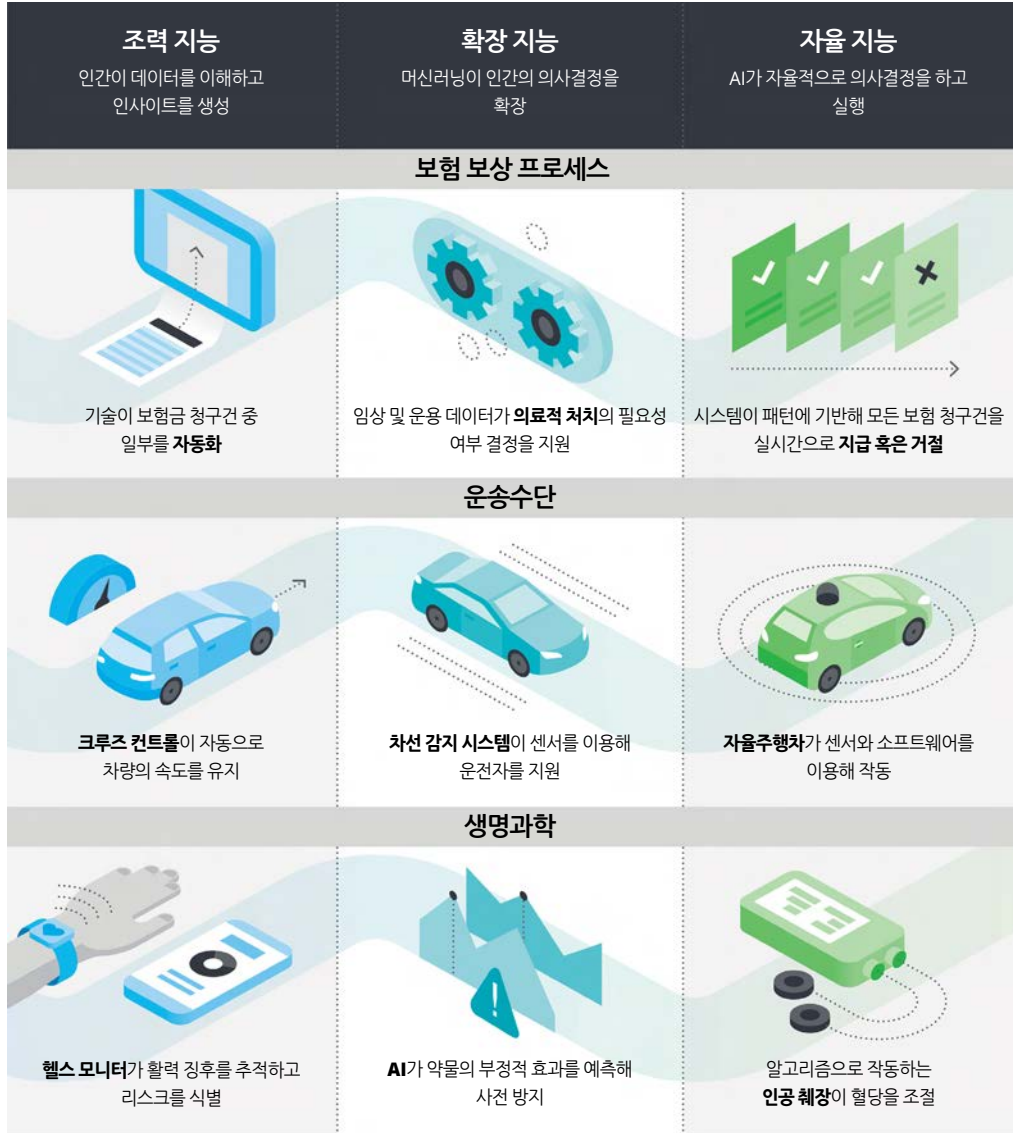 조력 지능
인간이 데이터를 이해하고
인사이트를 생성
확장 지능
머신러닝이 인간의 의사결정을
확장
자율 지능
AI가 자율적으로 의사결정을 하고
실행
보험 보상 프로세스
기술이 보험금 청구건 중
일부를 자동화
임상 및 운용 데이터가 의료적 처치의 필요성
여부 결정을 지원
시스템이 패턴에 기반해 모든 보험 청구건을
실시간으로 지급 혹은 거절
운송수단
크루즈 컨트롤이 자동으로
차량의 속도를 유지
차선 감지 시스템이 센서를 이용해
운전자를 지원
자율주행차가 센서와 소프트웨어를
이용해 작동
생명과학
헬스 모니터가 활력 징후를 추적하고
리스크를 식별
AI가 약물의 부정적 효과를 예측해
사전 방지
알고리즘으로 작동하는
인공 췌장이 혈당을 조절